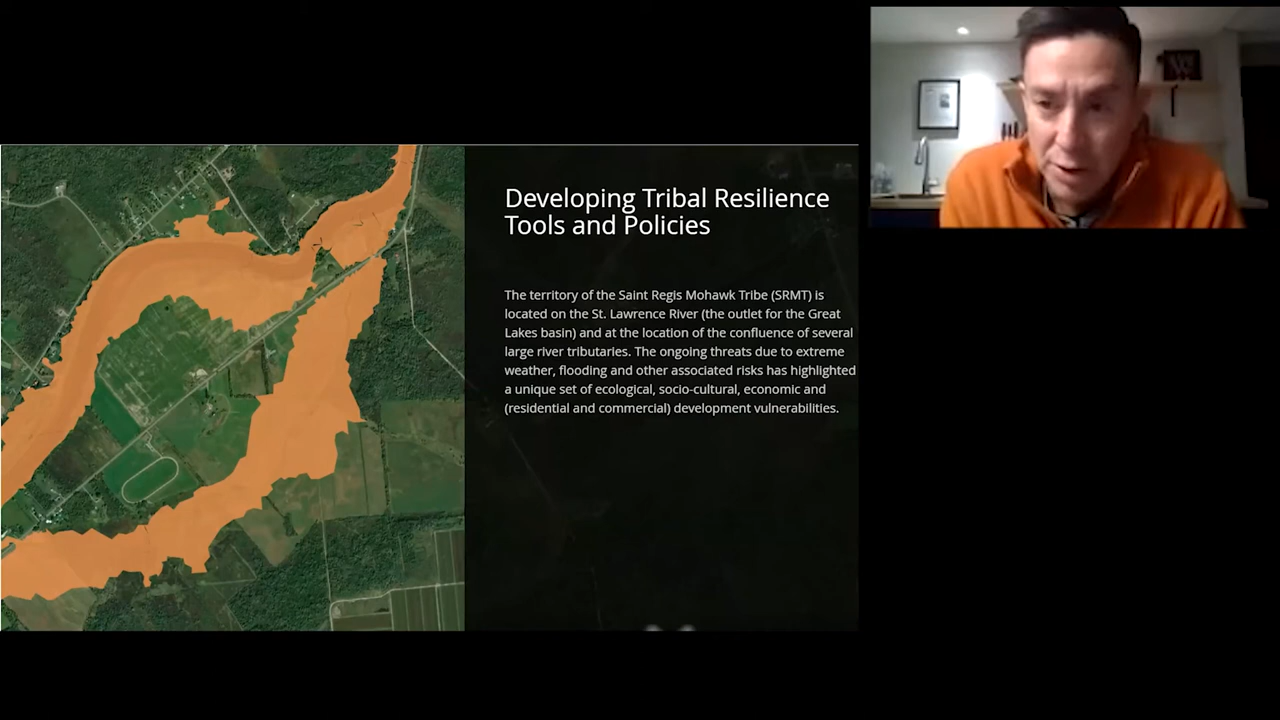 Developing Tribal Resilience
Tools and Policies
The territory of the Saint Regis Mohawk Tribe (SRMT) is
located on the St. Lawrence River (the outlet for the Great
Lakes basin) and at the location of the confluence of several
large river tributaries. The ongoing threats due to extreme
weather, flooding and other associated risks has highlighted
a unique set of ecological, socio-cultural, economic and
(residential and commercial) development vulnerabilities.